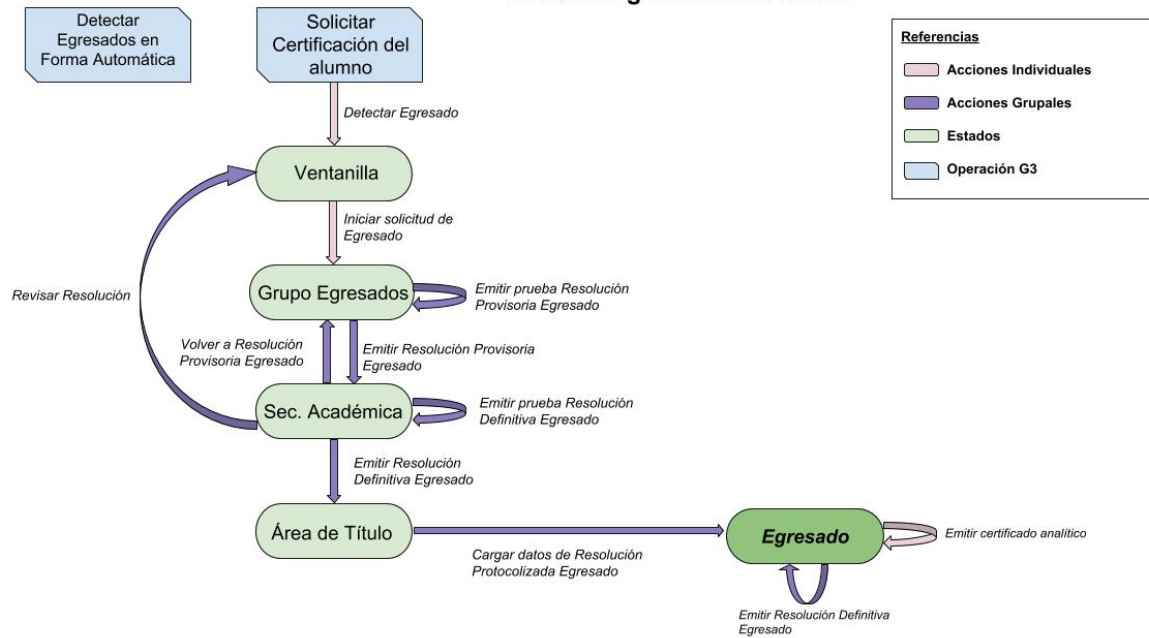 Detectar
Egresados en
Forma Automática
Solicitar
Certificación del
alumno
Referencias
Acciones Individuales
Acciones Grupales
Estados
Operación G3
Detectar Egresado
Ventanilla
Iniciar solicitud de
Egresado
Revisar Resolución
Grupo Egresados
Emitir prueba Resolución
Provisoria Egresado
Volver a Resolución
Provisoria Egresado
Emitir Resolución Provisoria
Egresado
Sec. Académica
Emitir prueba Resolución
Definitiva Egresado
Emitir Resolución
Definitiva Egresado
Área de Título
Cargar datos de Resolución
Protocolizada Egresado
Egresado
Emitir certificado analítico
Emitir Resolución Definitiva
Egresado